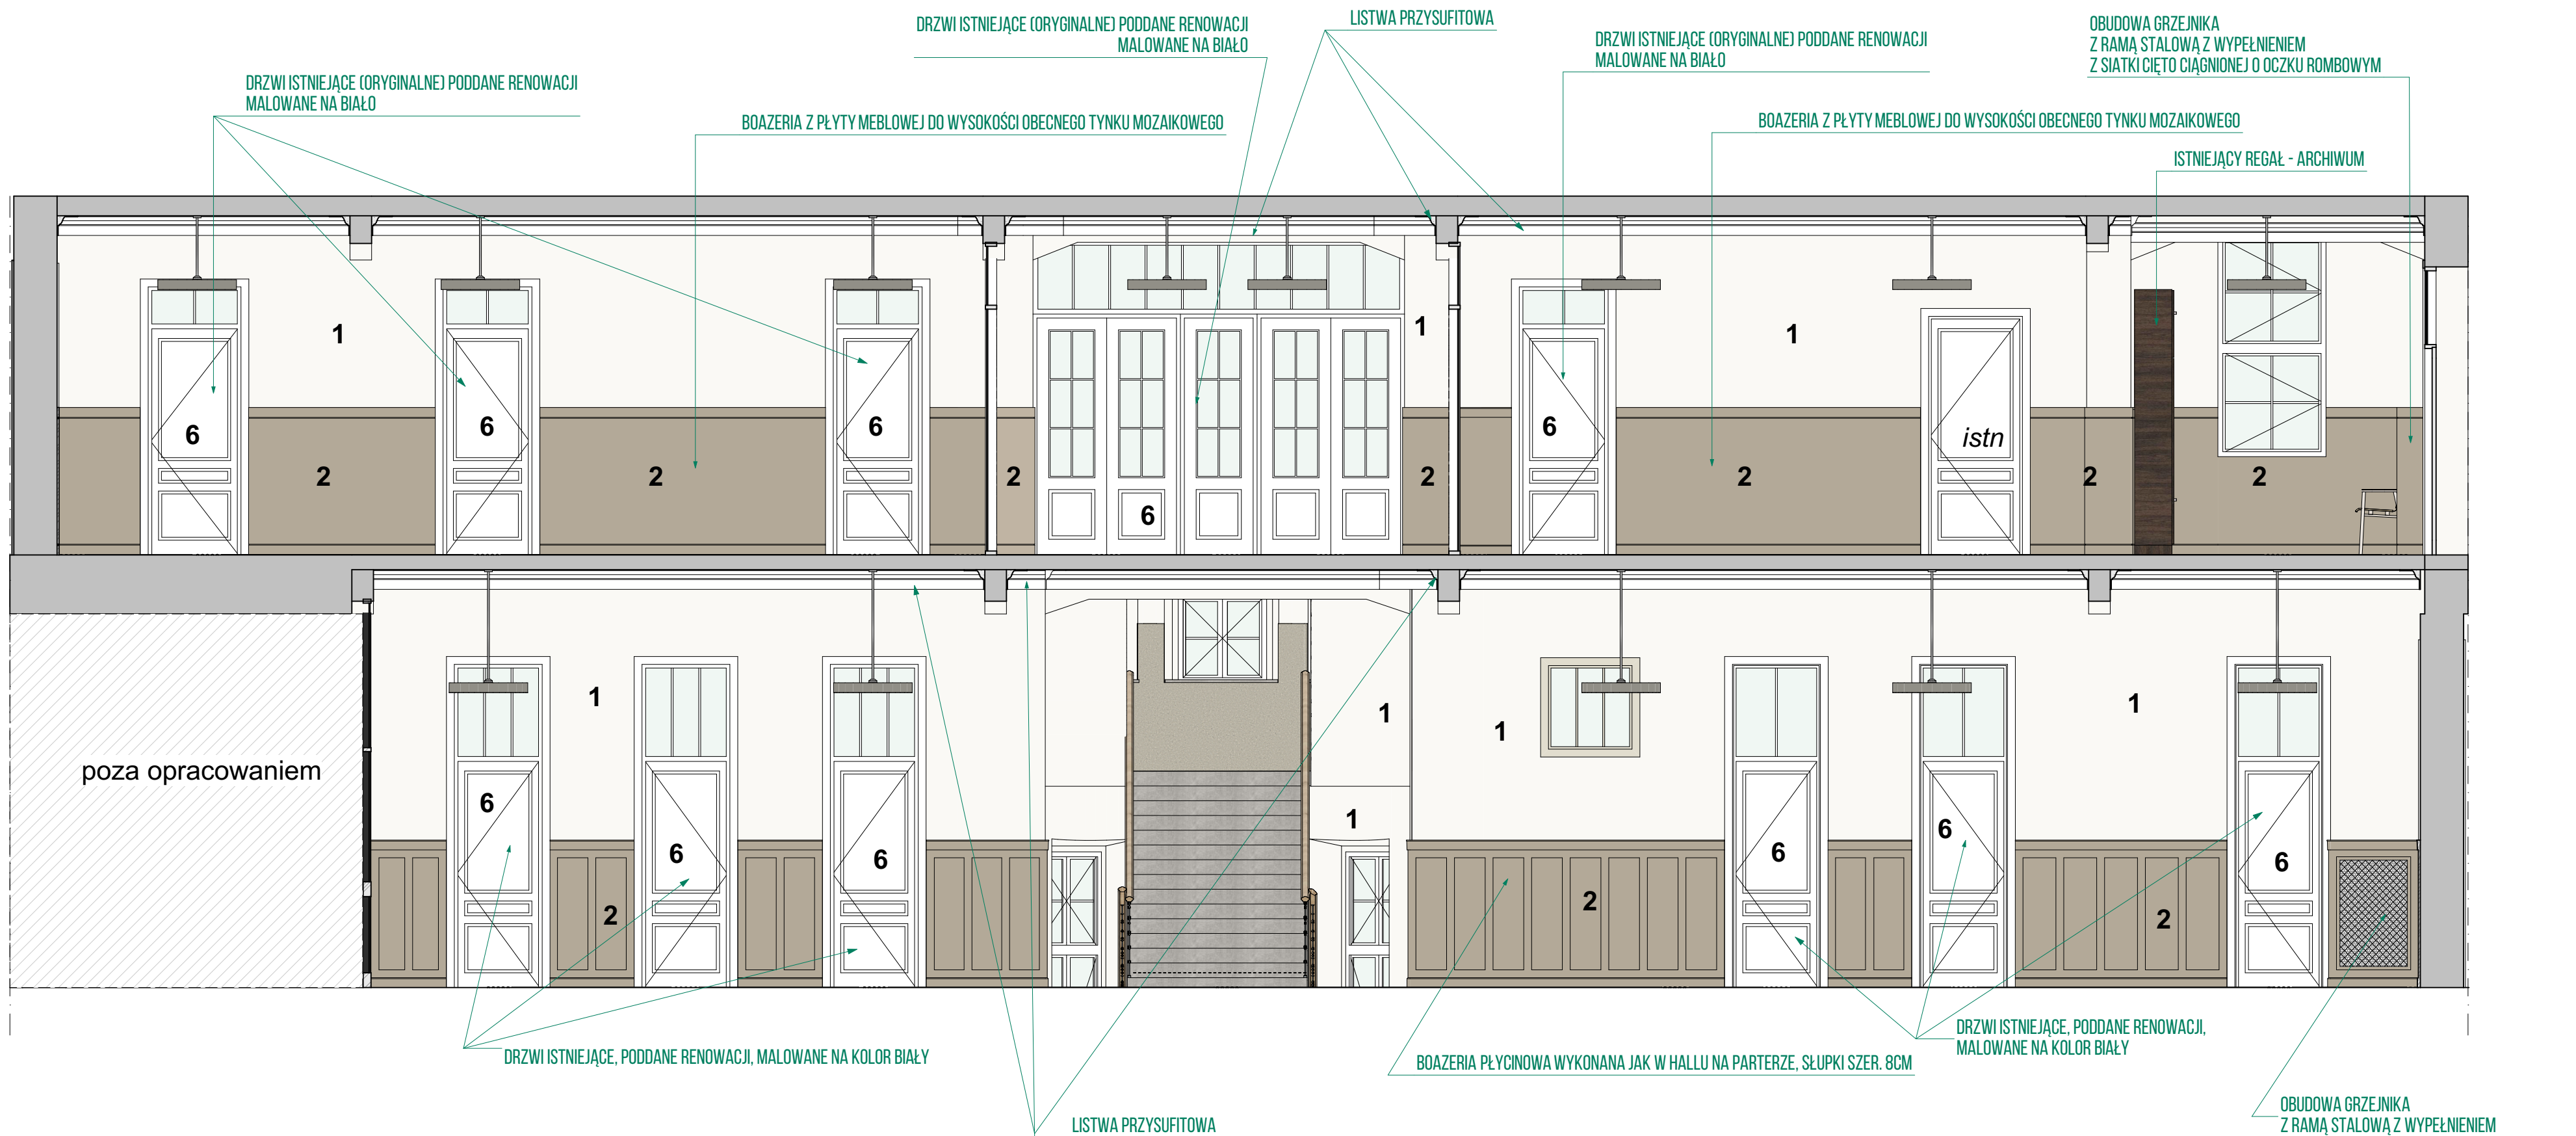 DRZWI ISTNIEJĄCE (ORYGINALNE) PODDANE RENOWACJI
MALOWANE NA BIAŁO
LISTWA PRZYSUFITOWA
DRZWI ISTNIEJĄCE (ORYGINALNE) PODDANE RENOWACJI
MALOWANE NA BIAŁO
OBUDOWA GRZEJNIKA
Z RAMĄ STALOWĄ Z WYPEŁNIENIEM
Z SIATKI CIĘTO CIĄGNIONEJ O OCZKU ROMBOWYM
DRZWI ISTNIEJĄCE (ORYGINALNE) PODDANE RENOWACJI
MALOWANE NA BIAŁO
BOAZERIA Z PŁYTY MEBLOWEJ DO WYSOKOŚCI OBECNEGO TYNKU MOZAIKOWEGO
BOAZERIA Z PŁYTY MEBLOWEJ DO WYSOKOŚCI OBECNEGO TYNKU MOZAIKOWEGO
ISTNIEJĄCY REGAŁ - ARCHIWUM
1
1
1
6
6
6
6
istn
2
2
2
2
2
2
2
6
1
1
1
1
poza opracowaniem
6
1
6
6
6
6
6
2
2
2
DRZWI ISTNIEJĄCE, PODDANE RENOWACJI, MALOWANE NA KOLOR BIAŁY
BOAZERIA PŁYCINOWA WYKONANA JAK W HALLU NA PARTERZE, SŁUPKI SZER. 8CM
DRZWI ISTNIEJĄCE, PODDANE RENOWACJI,
MALOWANE NA KOLOR BIAŁY
LISTWA PRZYSUFITOWA
OBUDOWA GRZEJNIKA
Z RAMĄ STALOWĄ Z WYPEŁNIENIEM